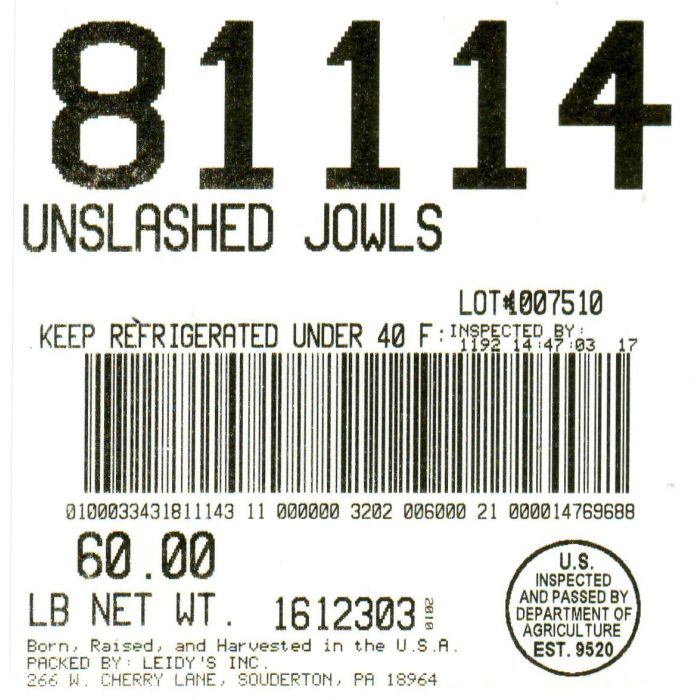 81114
UNSLASHED JOWLS
LOT#1007510
KEEP REFRIGERATED UNDER 40 F:
INSPECTED BY:
1192 14:47:03 17
0100033431811143 11 000000 3202 006000 21 000014769688
60.00
LB NET WT. 1612303 2010
Born, Raised, and Harvested in the U.S.A.
PACKED BY: LEIDY'S INC.
266 W. CHERRY LANE, SOUDERTON, PA 18964
U.S.
INSPECTED
AND PASSED BY
DEPARTMENT OF
AGRICULTURE
EST. 9520